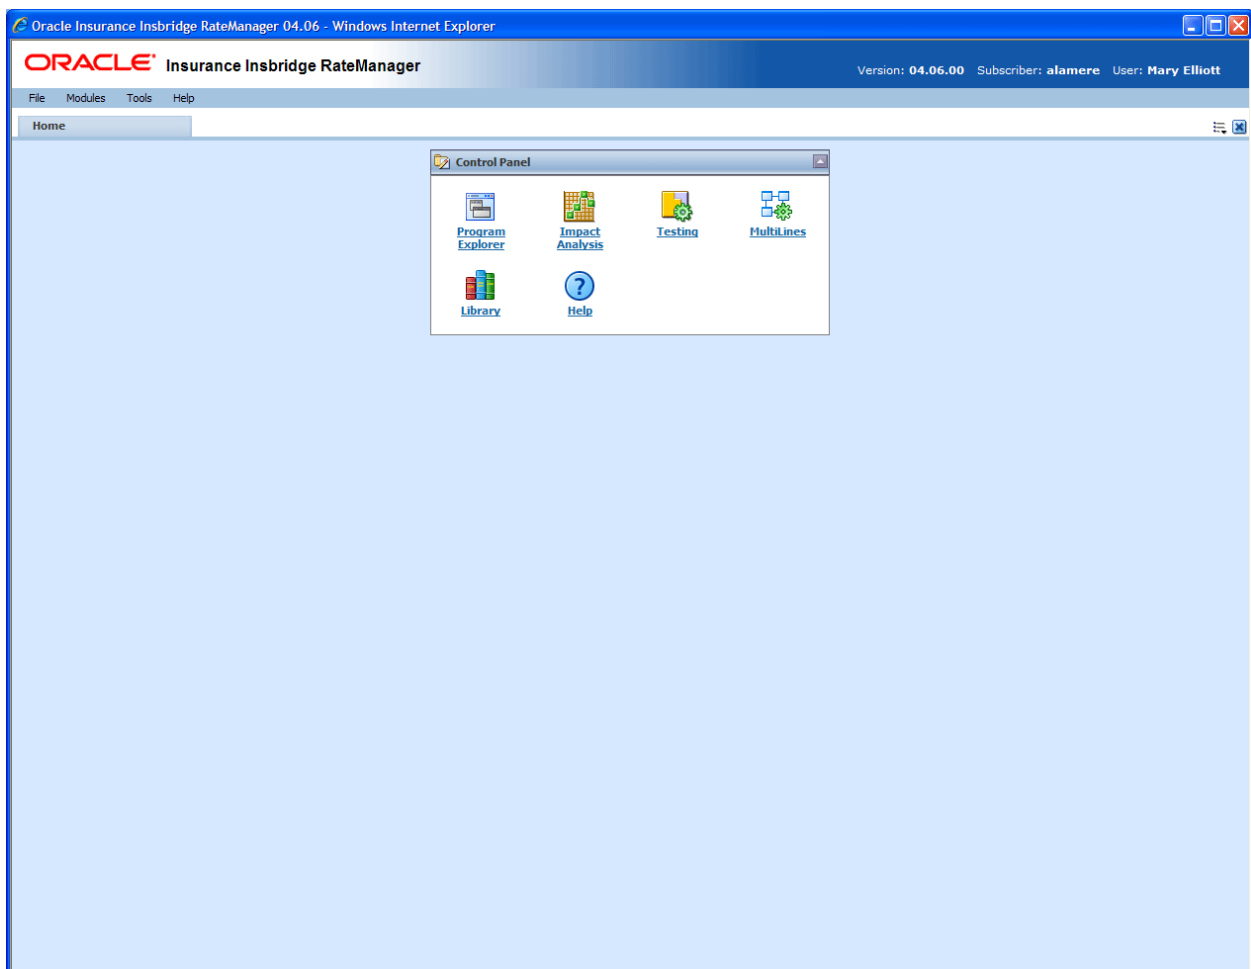 Oracle Insurance Insbridge RateManager 04.06 - Windows Internet Explorer
ORACLE Insurance Insbridge RateManager
Version: 04.06.00 Subscriber: alamere User: Mary Elliott
File Modules Tools Help
Home
Control Panel
Program Explorer
Impact Analysis
Testing
MultiLines
Library
Help